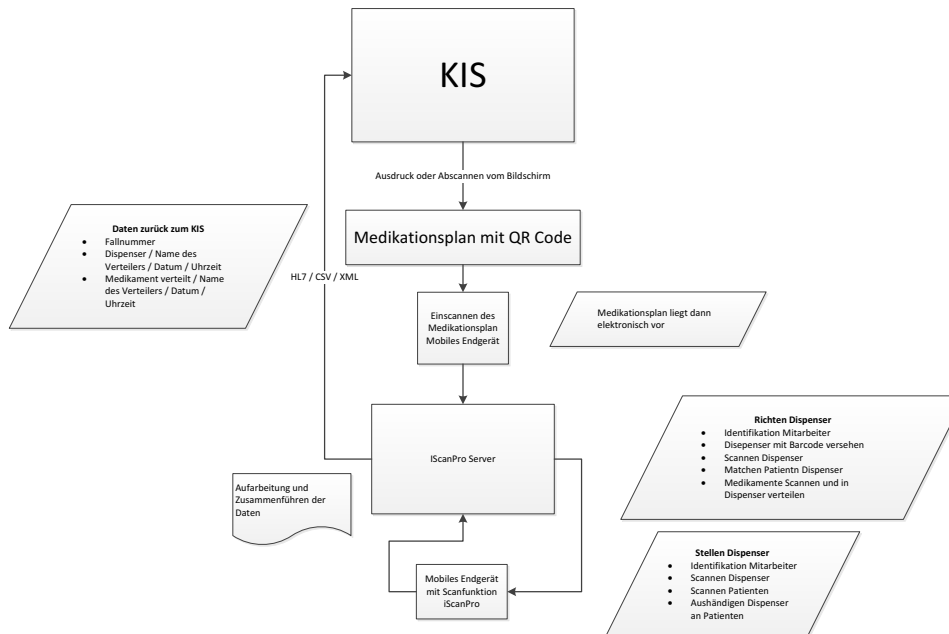 KIS
Ausdruck oder Abscannen vom Bildschirm
Medikationsplan mit QR Code
Daten zurück zum KIS
• Fallnummer
• Dispenser / Name des
Verteilers / Datum / Uhrzeit
• Medikament verteilt / Name
des Verteilers / Datum /
Uhrzeit
HL7 / CSV / XML
Einscannen des
Medikationsplan
Mobiles Endgerät
Medikationsplan liegt dann
elektronisch vor
IScanPro Server
Richten Dispenser
• Identifikation Mitarbeiter
• Disepenser mit Barcode versehen
• Scannen Dispenser
• Matchen Patientn Dispenser
• Medikamente Scannen und in
Dispenser verteilen
Aufarbeitung und
Zusammenführen der
Daten
Mobiles Endgerät
mit Scanfunktion
iScanPro
Stellen Dispenser
• Identifikation Mitarbeiter
• Scannen Dispenser
• Scannen Patienten
• Aushändigen Dispenser
an Patienten